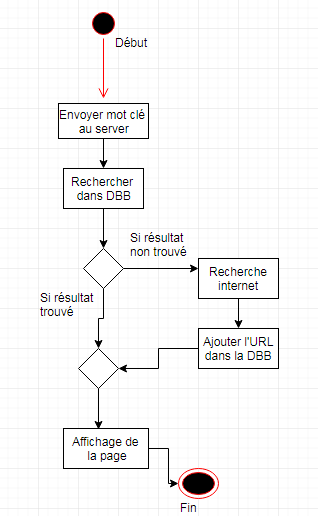 Début
Envoyer mot clé
au server
Rechercher
dans DBB
Si résultat
non trouvé
Recherche
internet
Si résultat
trouvé
Ajouter l'URL
dans la DBB
Affichage de
la page
Fin